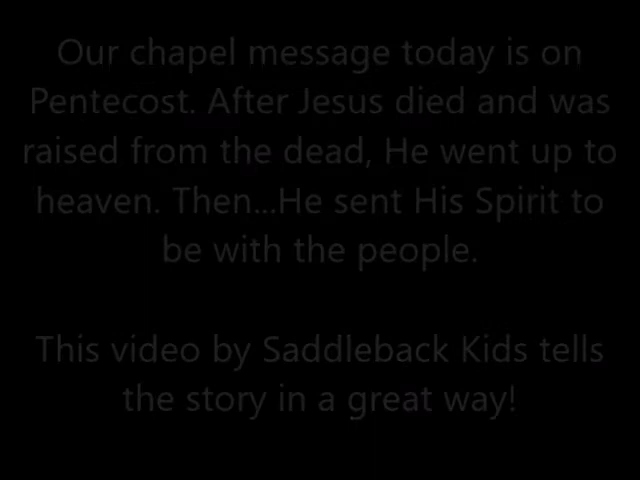 Our chapel message today is on
Pentecost. After Jesus died and was
raised from the dead, He went up to
heaven. Then...He sent His Spirit to
be with the people.
This video by Saddleback Kids tells
the story in a great way!